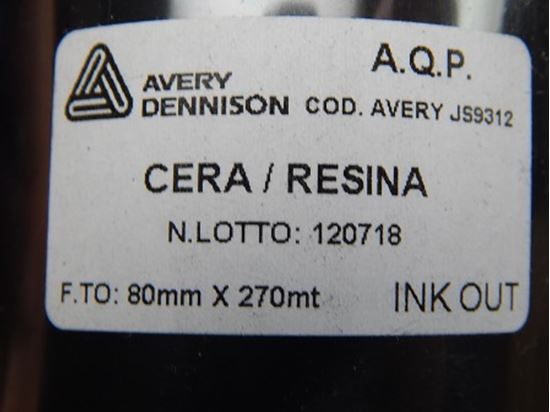 A.Q.P.
AVERY
DENNISON COD. AVERY JS9312
CERA / RESINA
N.LOTTO: 120718
F.TO: 80mm X 270mt INK OUT